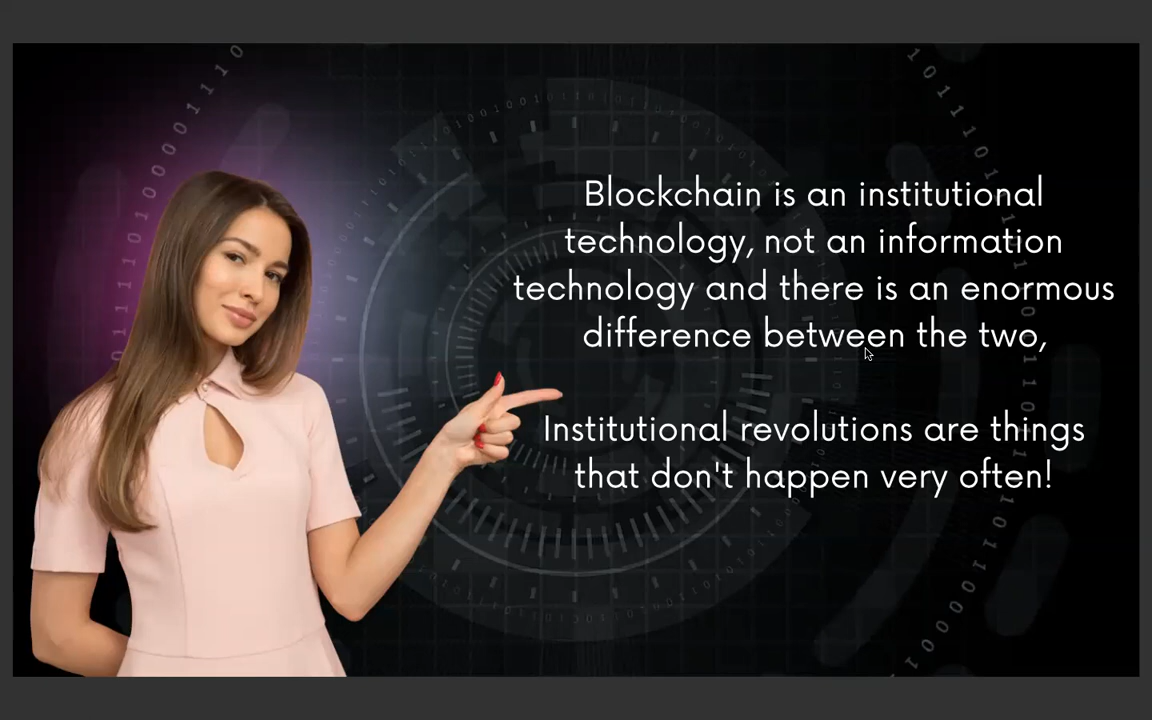 Blockchain is an institutional
technology, not an information
technology and there is an enormous
difference between the two,
Institutional revolutions are things
that don't happen very often!